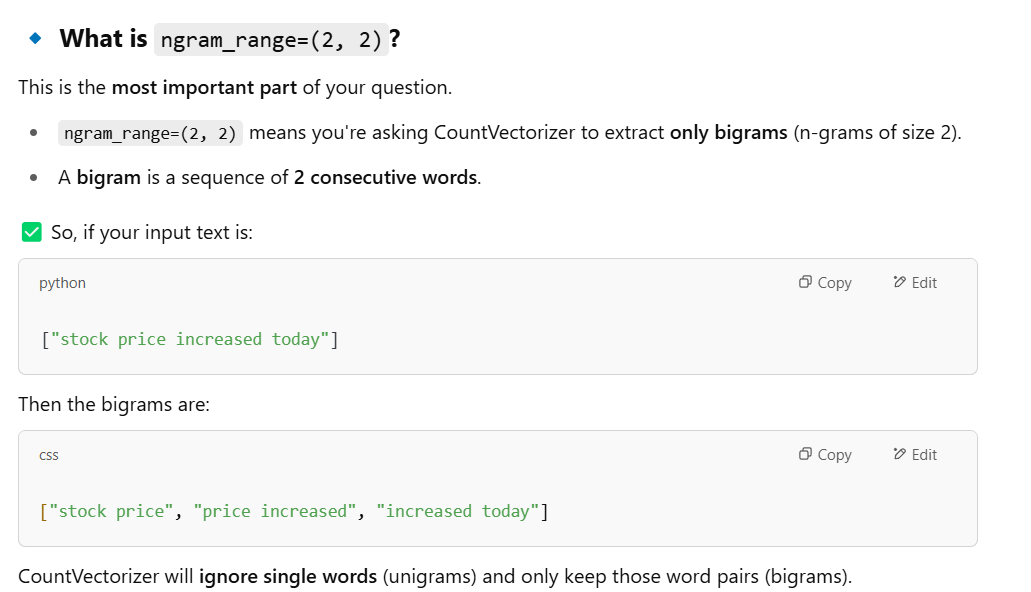 What is ngram_range=(2, 2)?
This is the most important part of your question.
ngram_range=(2, 2) means you're asking CountVectorizer to extract only bigrams (n-grams of size 2).
A bigram is a sequence of 2 consecutive words.
So, if your input text is:
python Copy Edit
["stock price increased today"]
Then the bigrams are:
css Copy Edit
["stock price", "price increased", "increased today"]
CountVectorizer will ignore single words (unigrams) and only keep those word pairs (bigrams).